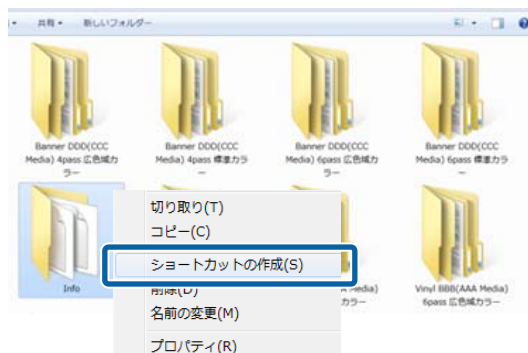 共有▼ 新しいフォルダー
Banner DDD(CCC
Media) 4pass 広色域カ
ラー
Banner DDD(CCC
Media) 4pass 標準カラ
ー
Banner DDD(CCC
Media) 6pass 広色域カ
ラー
Banner DDD(CCC
Media) 6pass 標準カラ
ー
Info
Media)
カラー
Vinyl BBB(AAA Media)
6pass 広色域カラー
切り取り(T)
コピー(C)
ショートカットの作成(S)
削除(D)
名前の変更(M)
プロパティ(R)